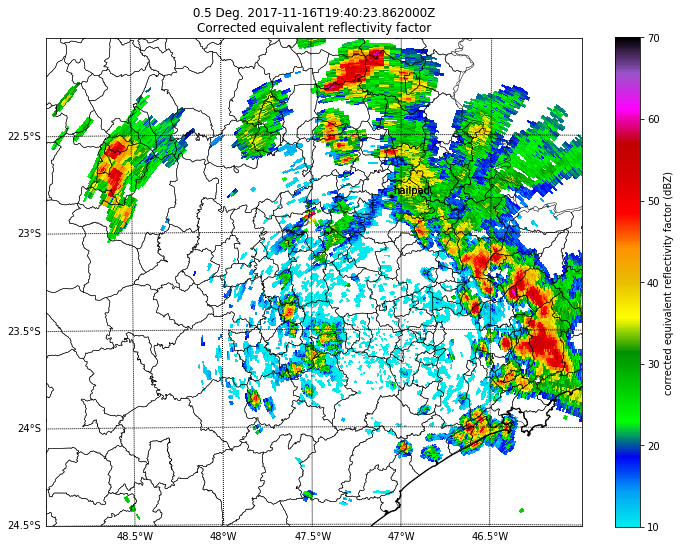 0.5 Deg. 2017-11-16T19:40:23.862000Z
Corrected equivalent reflectivity factor
22.5°S
23°S
23.5°S
24°S
24.5°S
48.5°W
48°W
47.5°W
47°W
46.5°W
hailpad
70
60
50
40
30
20
10
corrected equivalent reflectivity factor (dBZ)